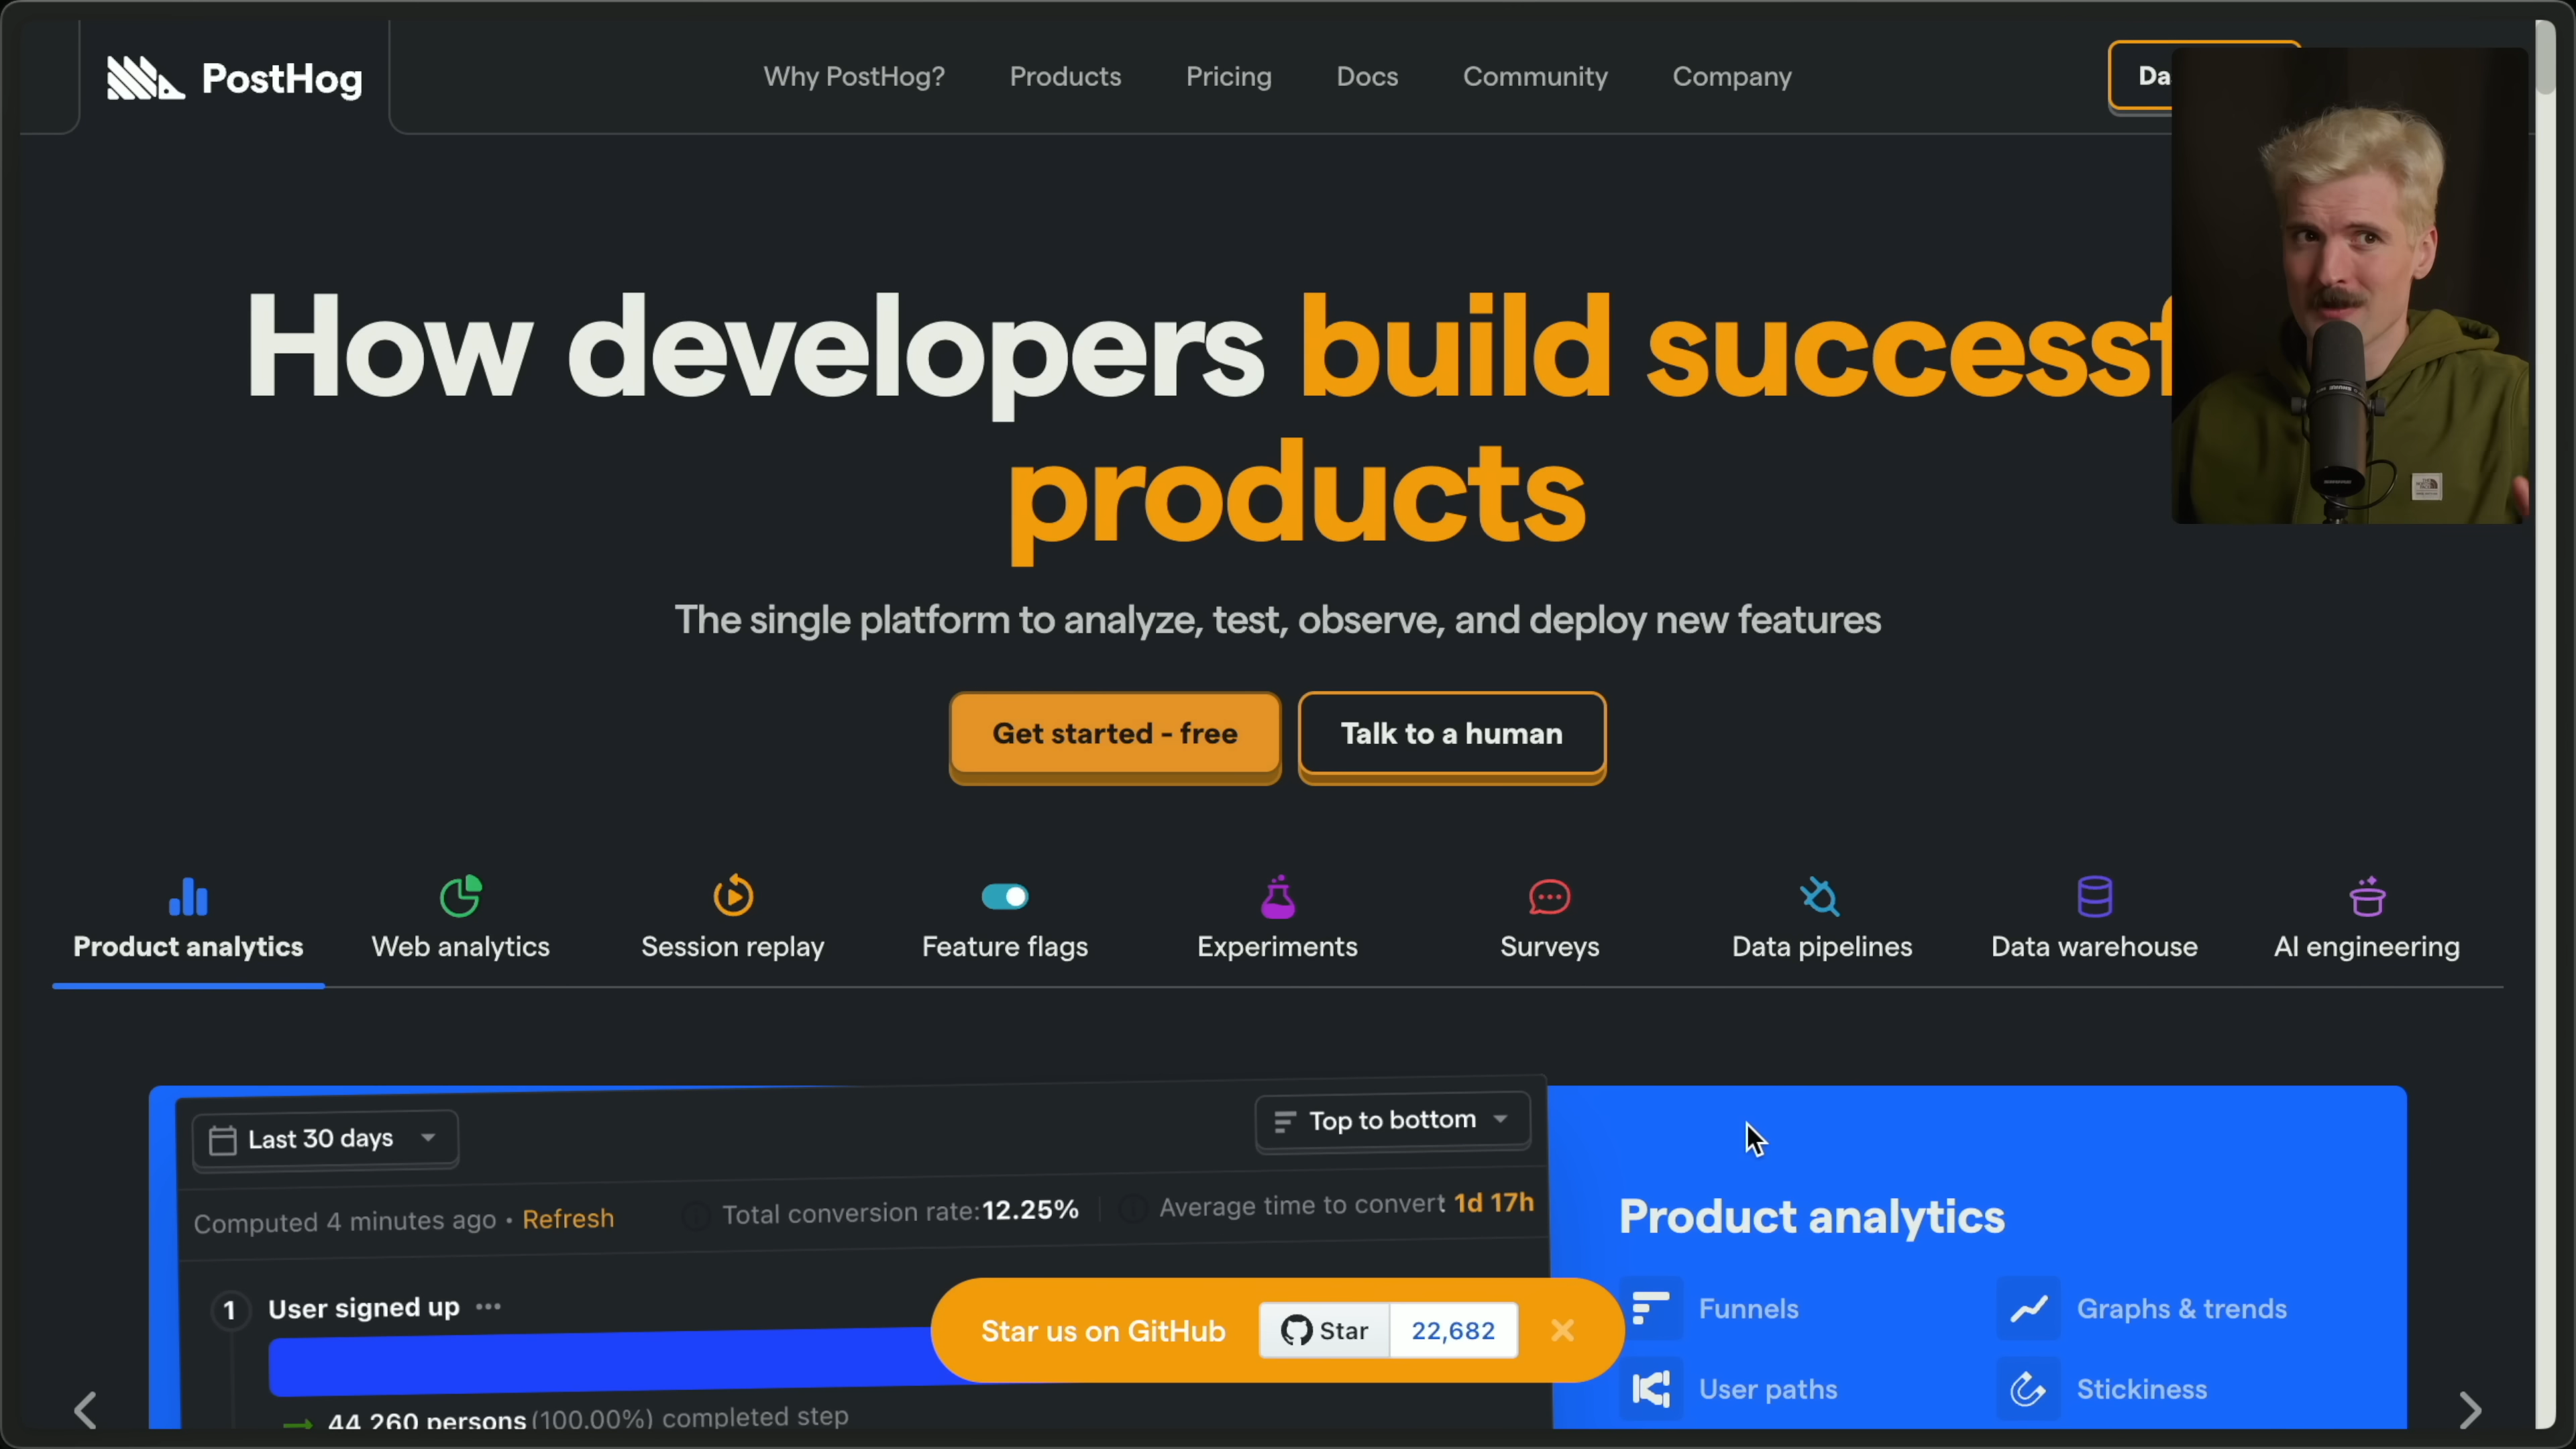 PostHog
Why PostHog? Products Pricing Docs Community Company
How developers build
products
The single platform to analyze, test, observe, and deploy new features
Get started - free
Talk to a human
Product analytics Web analytics Session replay Feature flags Experiments Surveys Data pipelines Data warehouse AI engineering
Last 30 days
Top to bottom
Computed 4 minutes ago • Refresh
Total conversion rate: 12.25%
Average time to convert 1d 17h
1 User signed up
44,260 persons (100.00%) completed step
Product analytics
Funnels
Graphs & trends
User paths
Stickiness
Star us on GitHub
Star 22,682